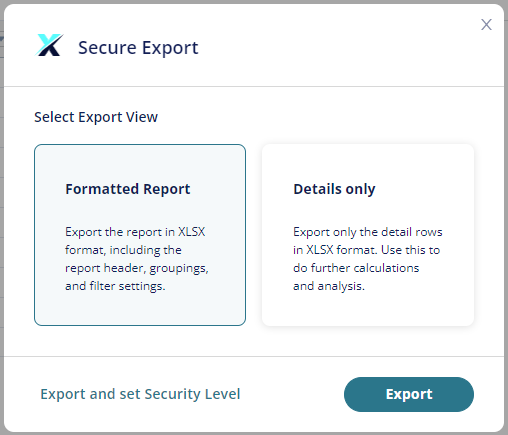 Secure Export
Select Export View
Formatted Report
Export the report in XLSX
format, including the
report header, groupings,
and filter settings.
Details only
Export only the detail rows
in XLSX format. Use this to
do further calculations
and analysis.
Export and set Security Level
Export